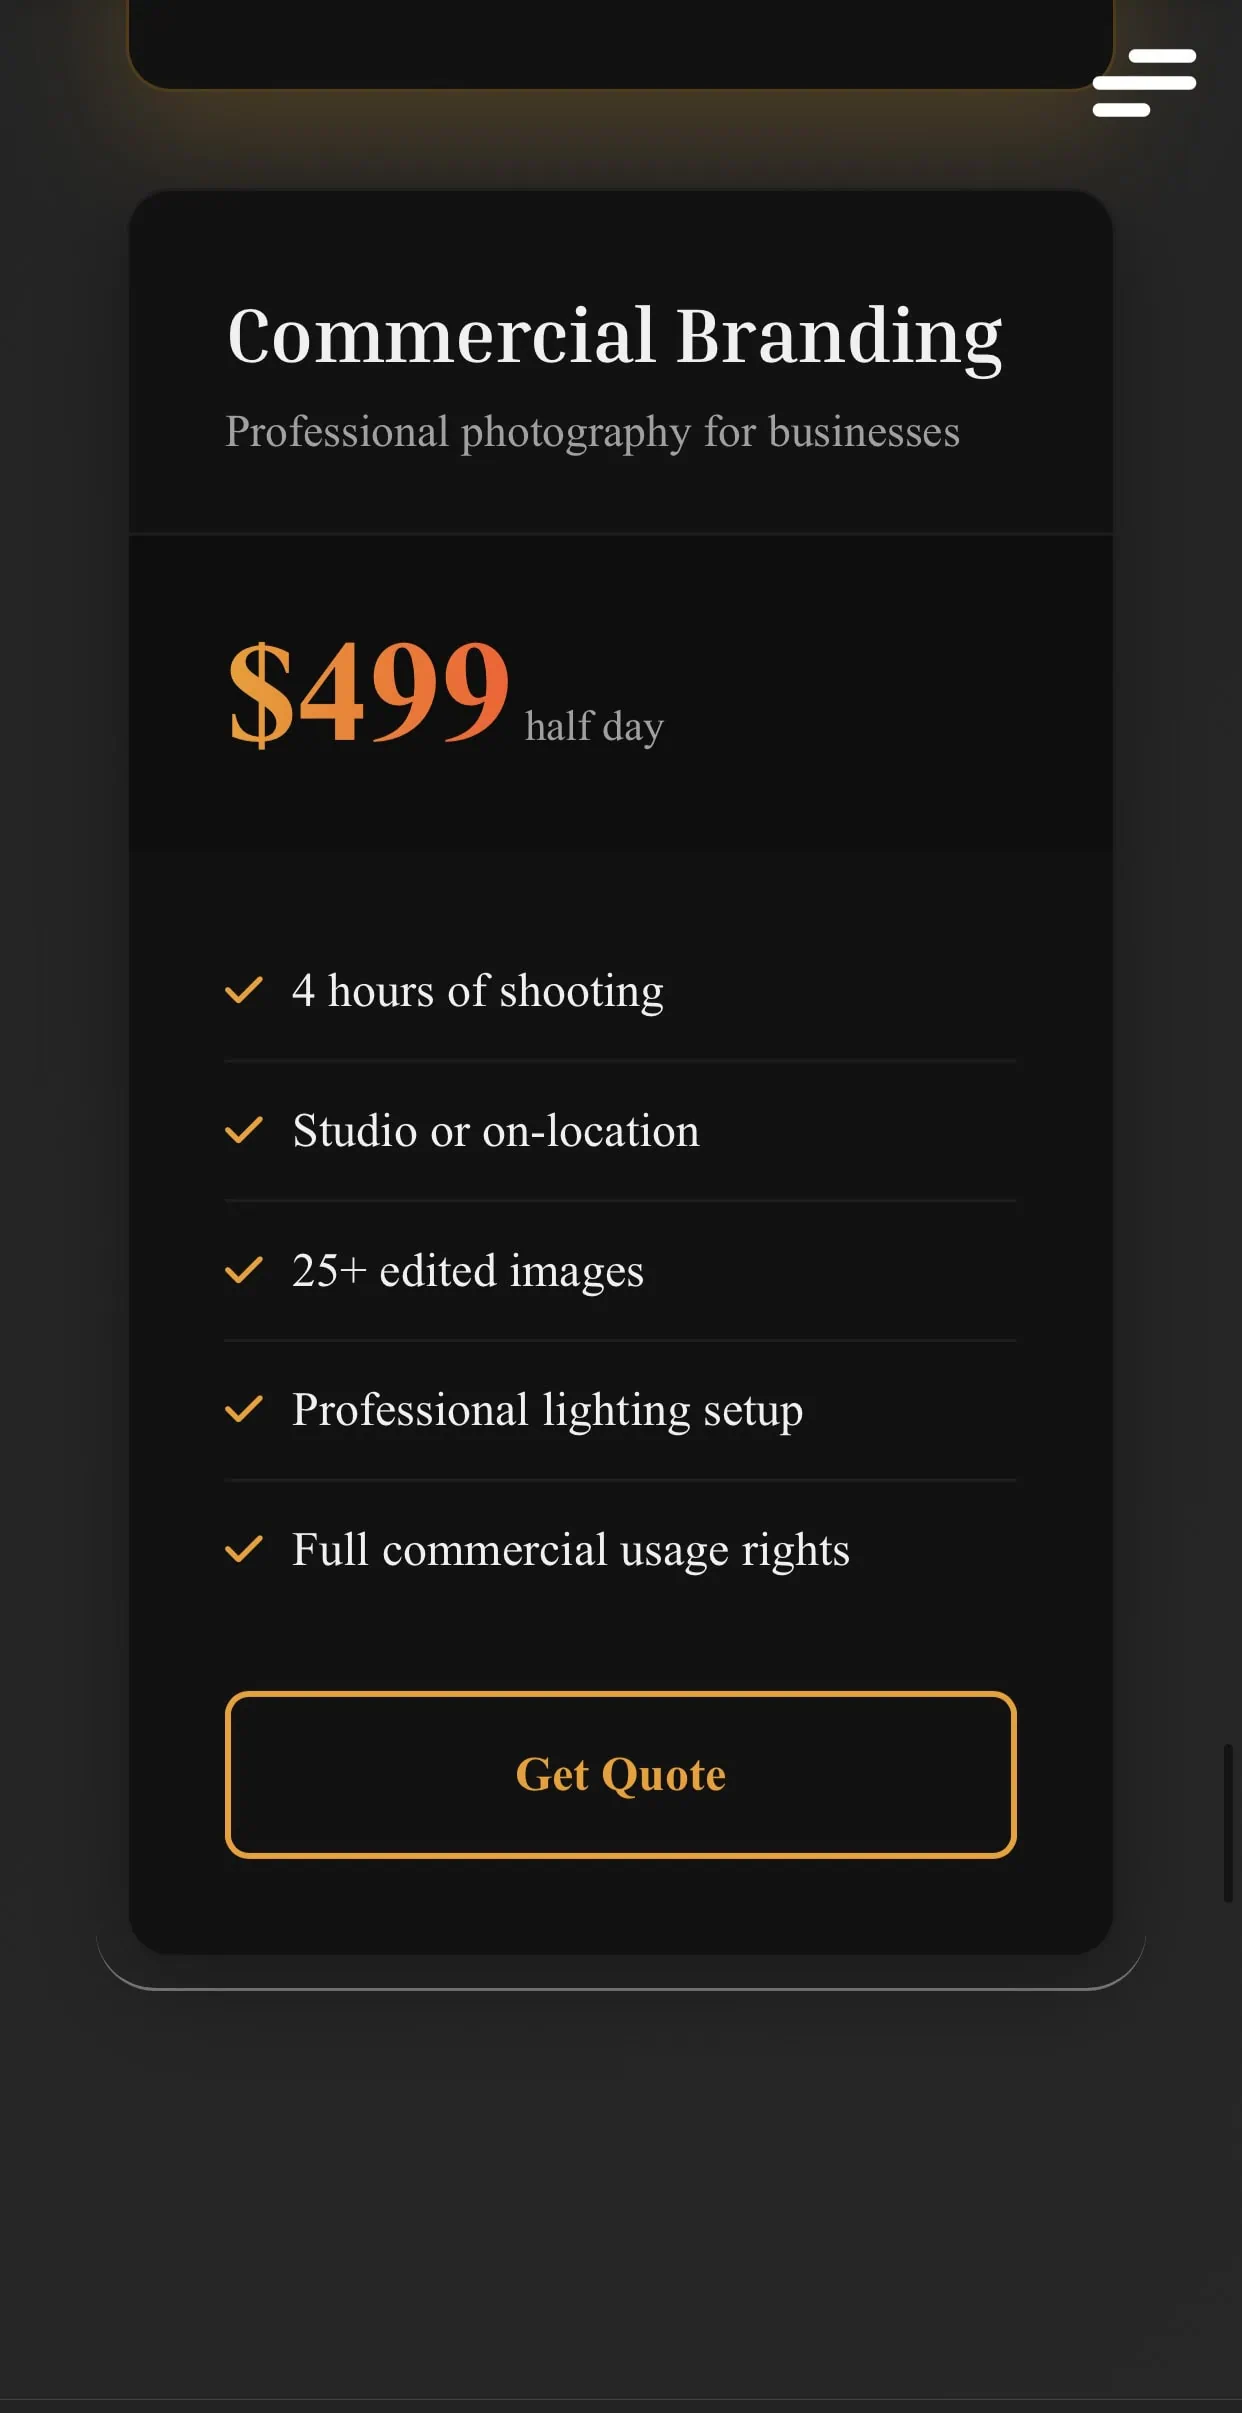 Commercial Branding
Professional photography for businesses
$499 half day
4 hours of shooting
Studio or on-location
25+ edited images
Professional lighting setup
Full commercial usage rights
Get Quote